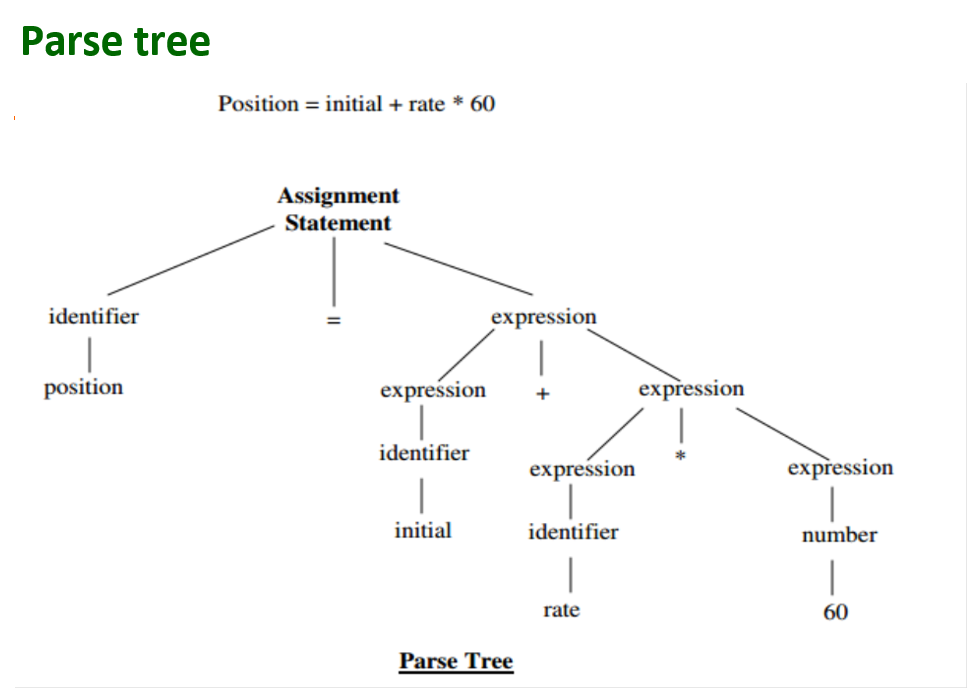 Parse tree
Position = initial + rate * 60
Assignment
Statement
identifier = expression
position expression + expression
identifier expression * expression
initial identifier number
rate 60
Parse Tree